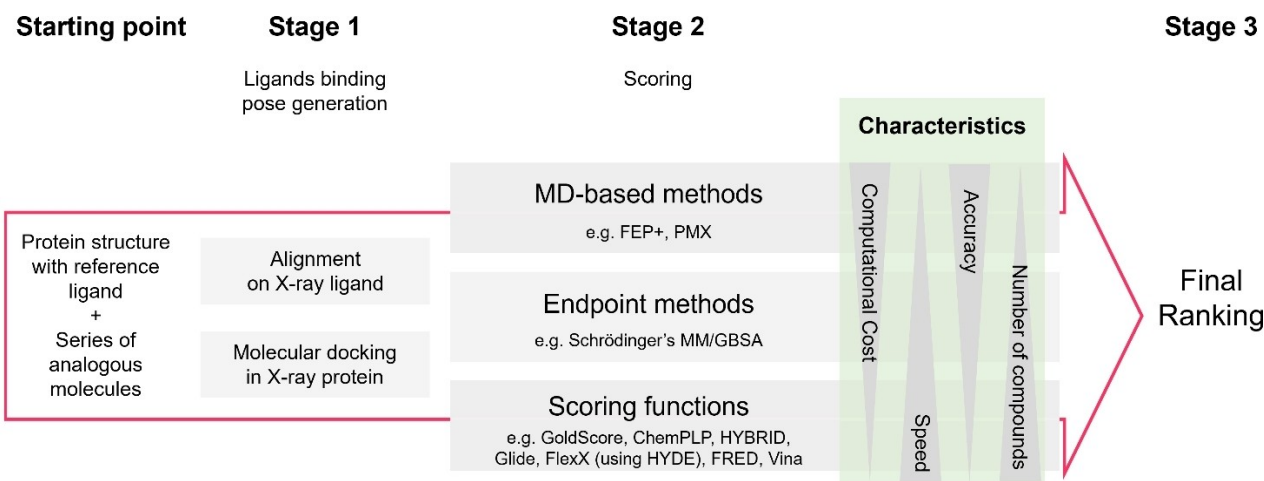 Starting point
Stage 1
Stage 2
Stage 3
Ligands binding
pose generation
Scoring
Characteristics
Protein structure
with reference
ligand
+
Series of
analogous
molecules
Alignment
on X-ray ligand
Molecular docking
in X-ray protein
MD-based methods
e.g. FEP+, PMX
Endpoint methods
e.g. Schrödinger's MM/GBSA
Scoring functions
e.g. GoldScore, ChemPLP, HYBRID,
Glide, FlexX (using HYDE), FRED, Vina
Computational Cost
Speed
Accuracy
Number of compounds
Final
Ranking